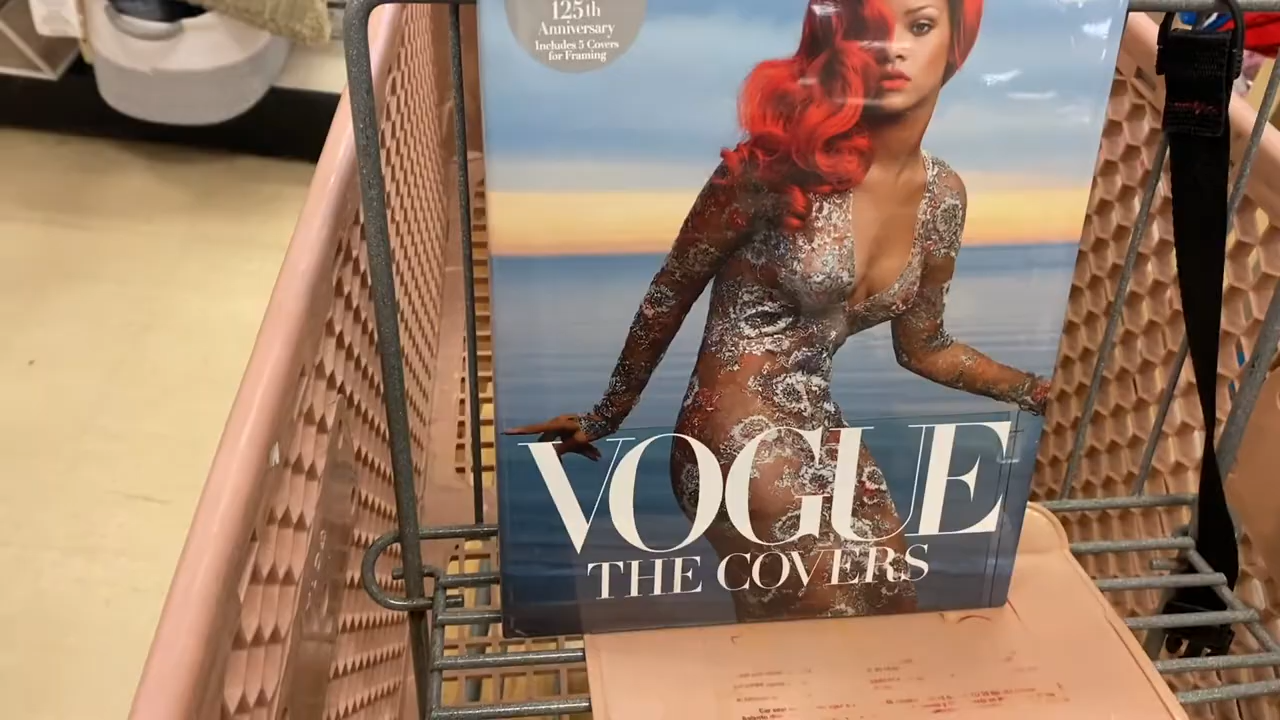 125th
Anniversary
Includes 5 Covers
for Framing
VOGUE
THE COVERS